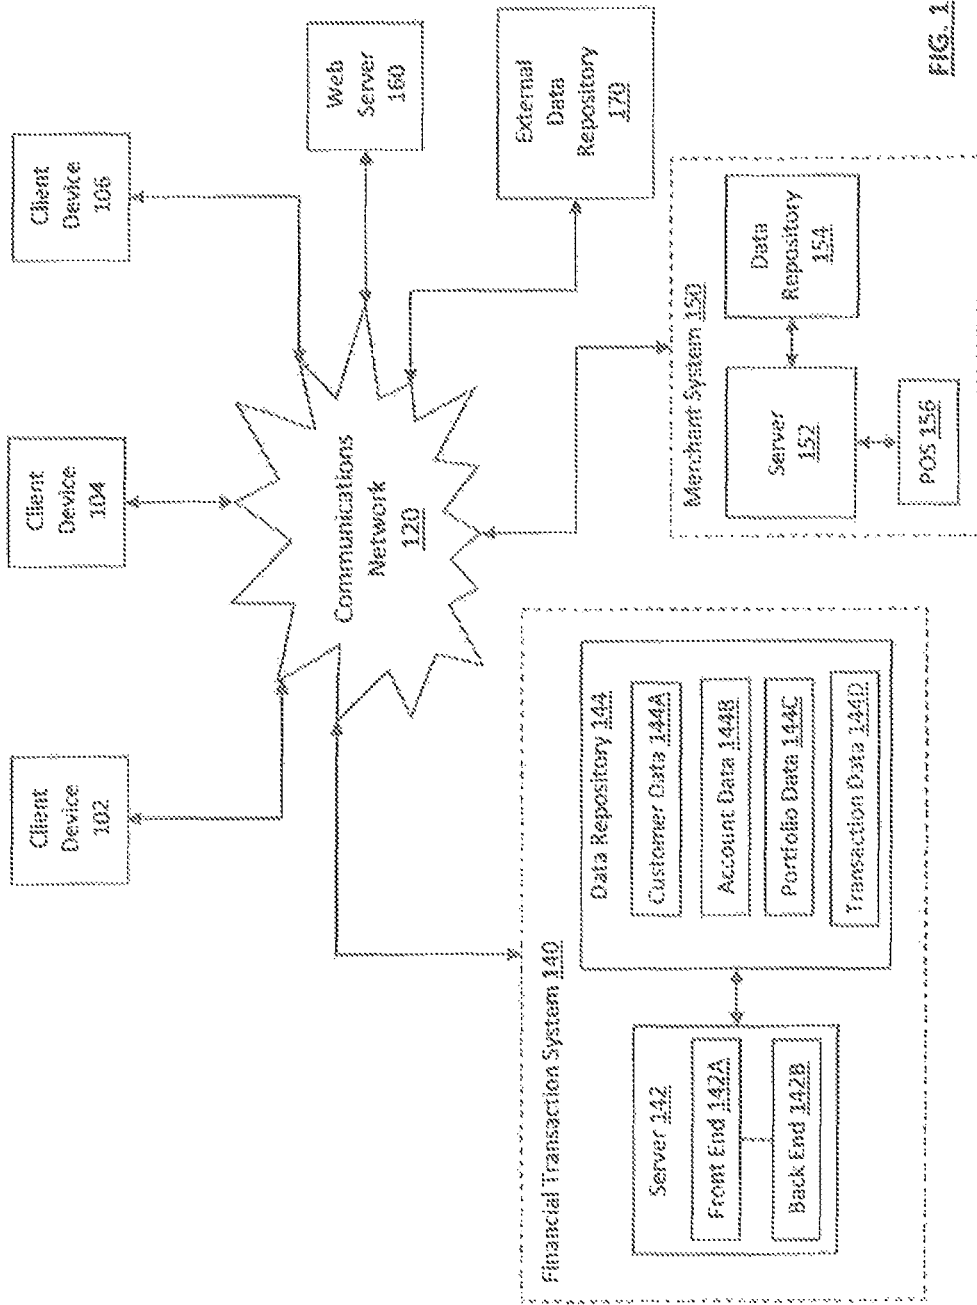 Client
Device
102
Client
Device
104
Client
Device
106
Communications
Network
120
Web
Server
160
External
Data
Repository
170
Financial Transaction System 140
Server 142
Front End 142A
Back End 142B
Data Repository 144
Customer Data 144A
Account Data 144B
Portfolio Data 144C
Transaction Data 144D
Merchant System 150
Server
152
Data
Repository
154
POS 156
FIG. 1